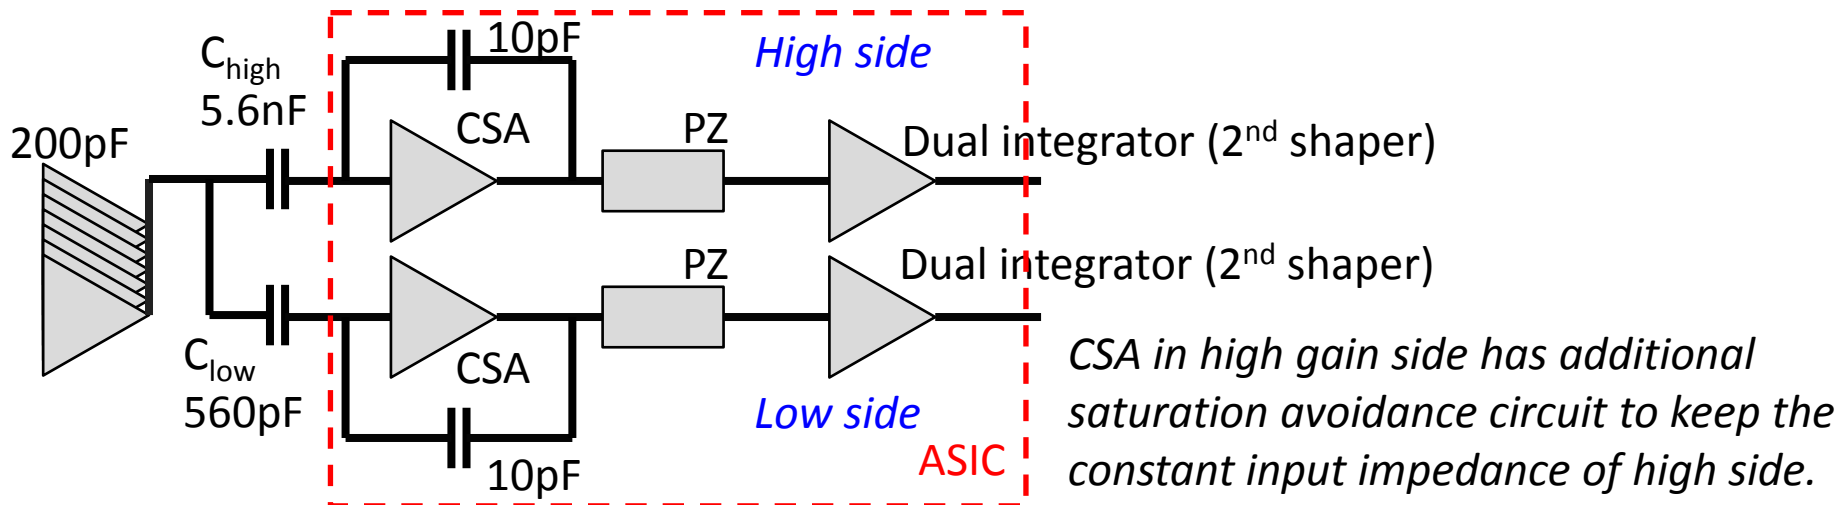 10pF
High side
C_high
5.6nF
CSA
PZ
Dual integrator (2nd shaper)
200pF
PZ
Dual integrator (2nd shaper)
C_low
560pF
CSA
Low side
ASIC
10pF
CSA in high gain side has additional
saturation avoidance circuit to keep the
constant input impedance of high side.